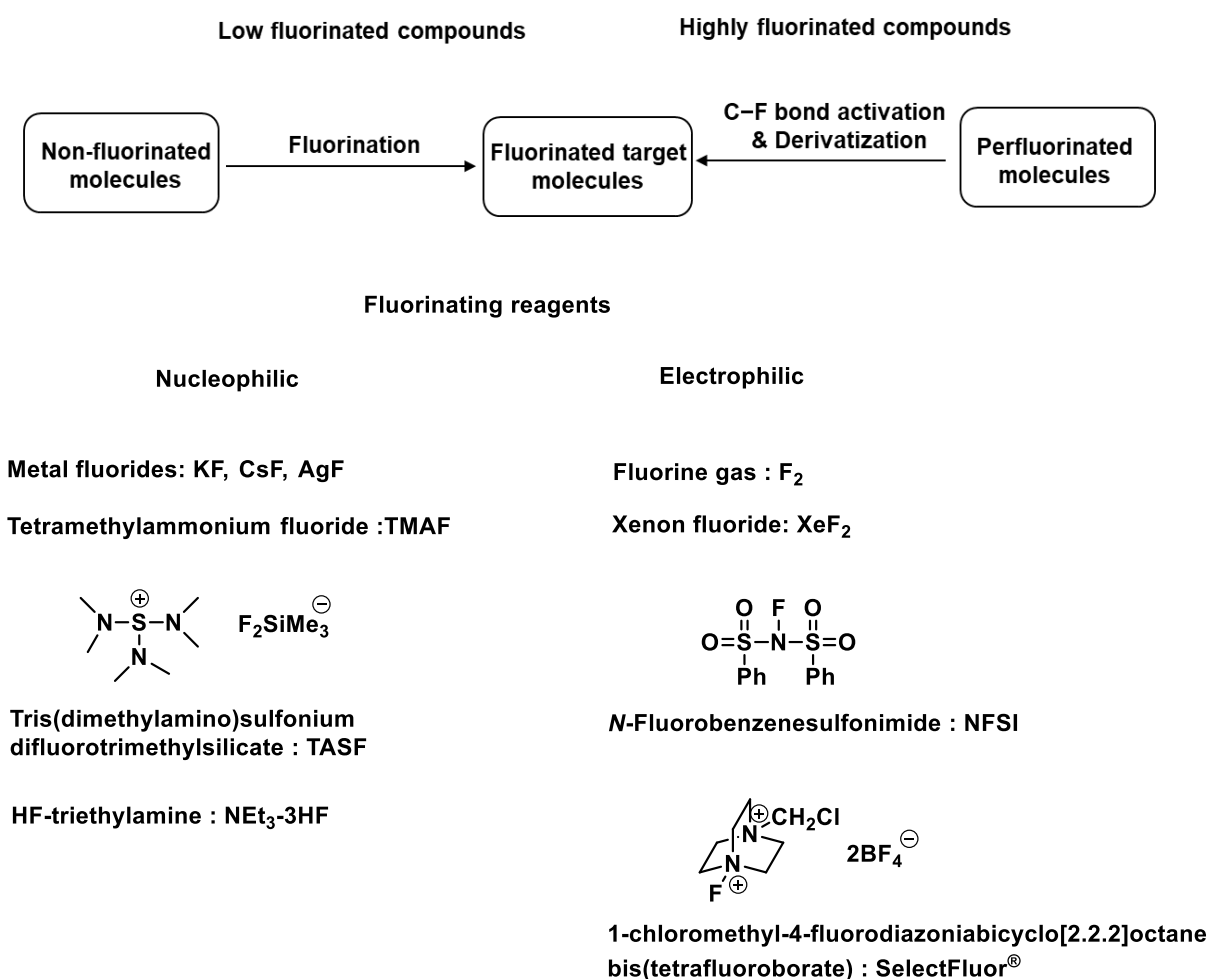 Low fluorinated compounds
Highly fluorinated compounds
Non-fluorinated
molecules
Fluorination
Fluorinated target
molecules
C–F bond activation
& Derivatization
Perfluorinated
molecules
Fluorinating reagents
Nucleophilic
Electrophilic
Metal fluorides: KF, CsF, AgF
Fluorine gas : F₂
Tetramethylammonium fluoride :TMAF
Xenon fluoride: XeF₂
⊕
N–S–N
N
F₂SiMe₃⊖
O F O
O=S–N–S=O
Ph Ph
Tris(dimethylamino)sulfonium
difluorotrimethylsilicate : TASF
N-Fluorobenzenesulfonimide : NFSI
HF-triethylamine : NEt₃-3HF
⊕CH₂Cl
N
N
F ⊕
2BF₄⊖
1-chloromethyl-4-fluorodiazoniabicyclo[2.2.2]octane
bis(tetrafluoroborate) : SelectFluor®